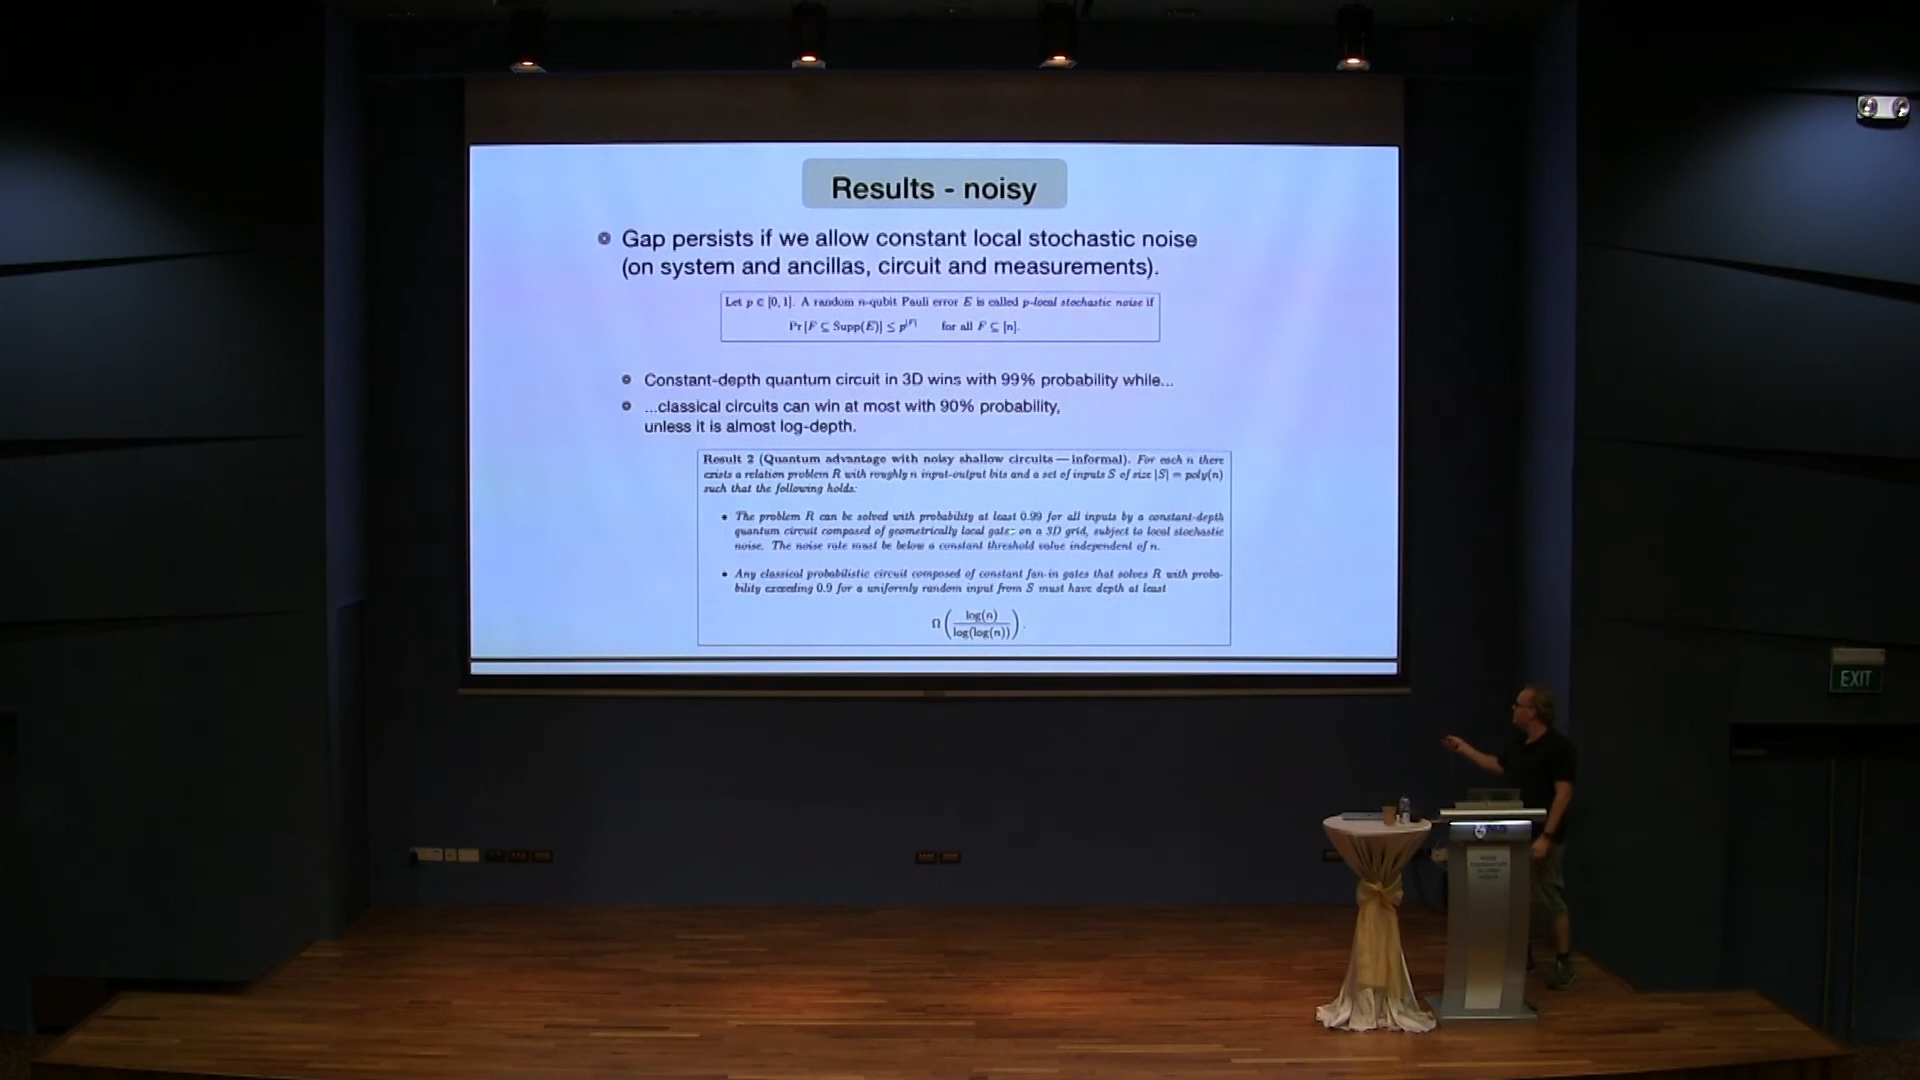 Results - noisy
Gap persists if we allow constant local stochastic noise
(on system and ancillas, circuit and measurements).
Let p ∈ [0, 1]. A random n-qubit Pauli error E is called p-local stochastic noise if
Pr[F ⊆ Supp(E)] ≤ p^|F| for all F ⊆ [n].
Constant-depth quantum circuit in 3D wins with 99% probability while...
...classical circuits can win at most with 90% probability,
unless it is almost log-depth.
Result 2 (Quantum advantage with noisy shallow circuits — informal). For each n there
exists a relation problem R with roughly n input-output bits and a set of inputs S of size |S| = poly(n)
such that the following holds:
• The problem R can be solved with probability at least 0.99 for all inputs by a constant-depth
quantum circuit composed of geometrically local gates on a 3D grid, subject to local stochastic
noise. The noise rate must be below a constant threshold value independent of n.
• Any classical probabilistic circuit composed of constant fan-in gates that solves R with proba-
bility exceeding 0.9 for a uniformly random input from S must have depth at least
Ω(log(n)/log(log(n))).
EXIT
NUS